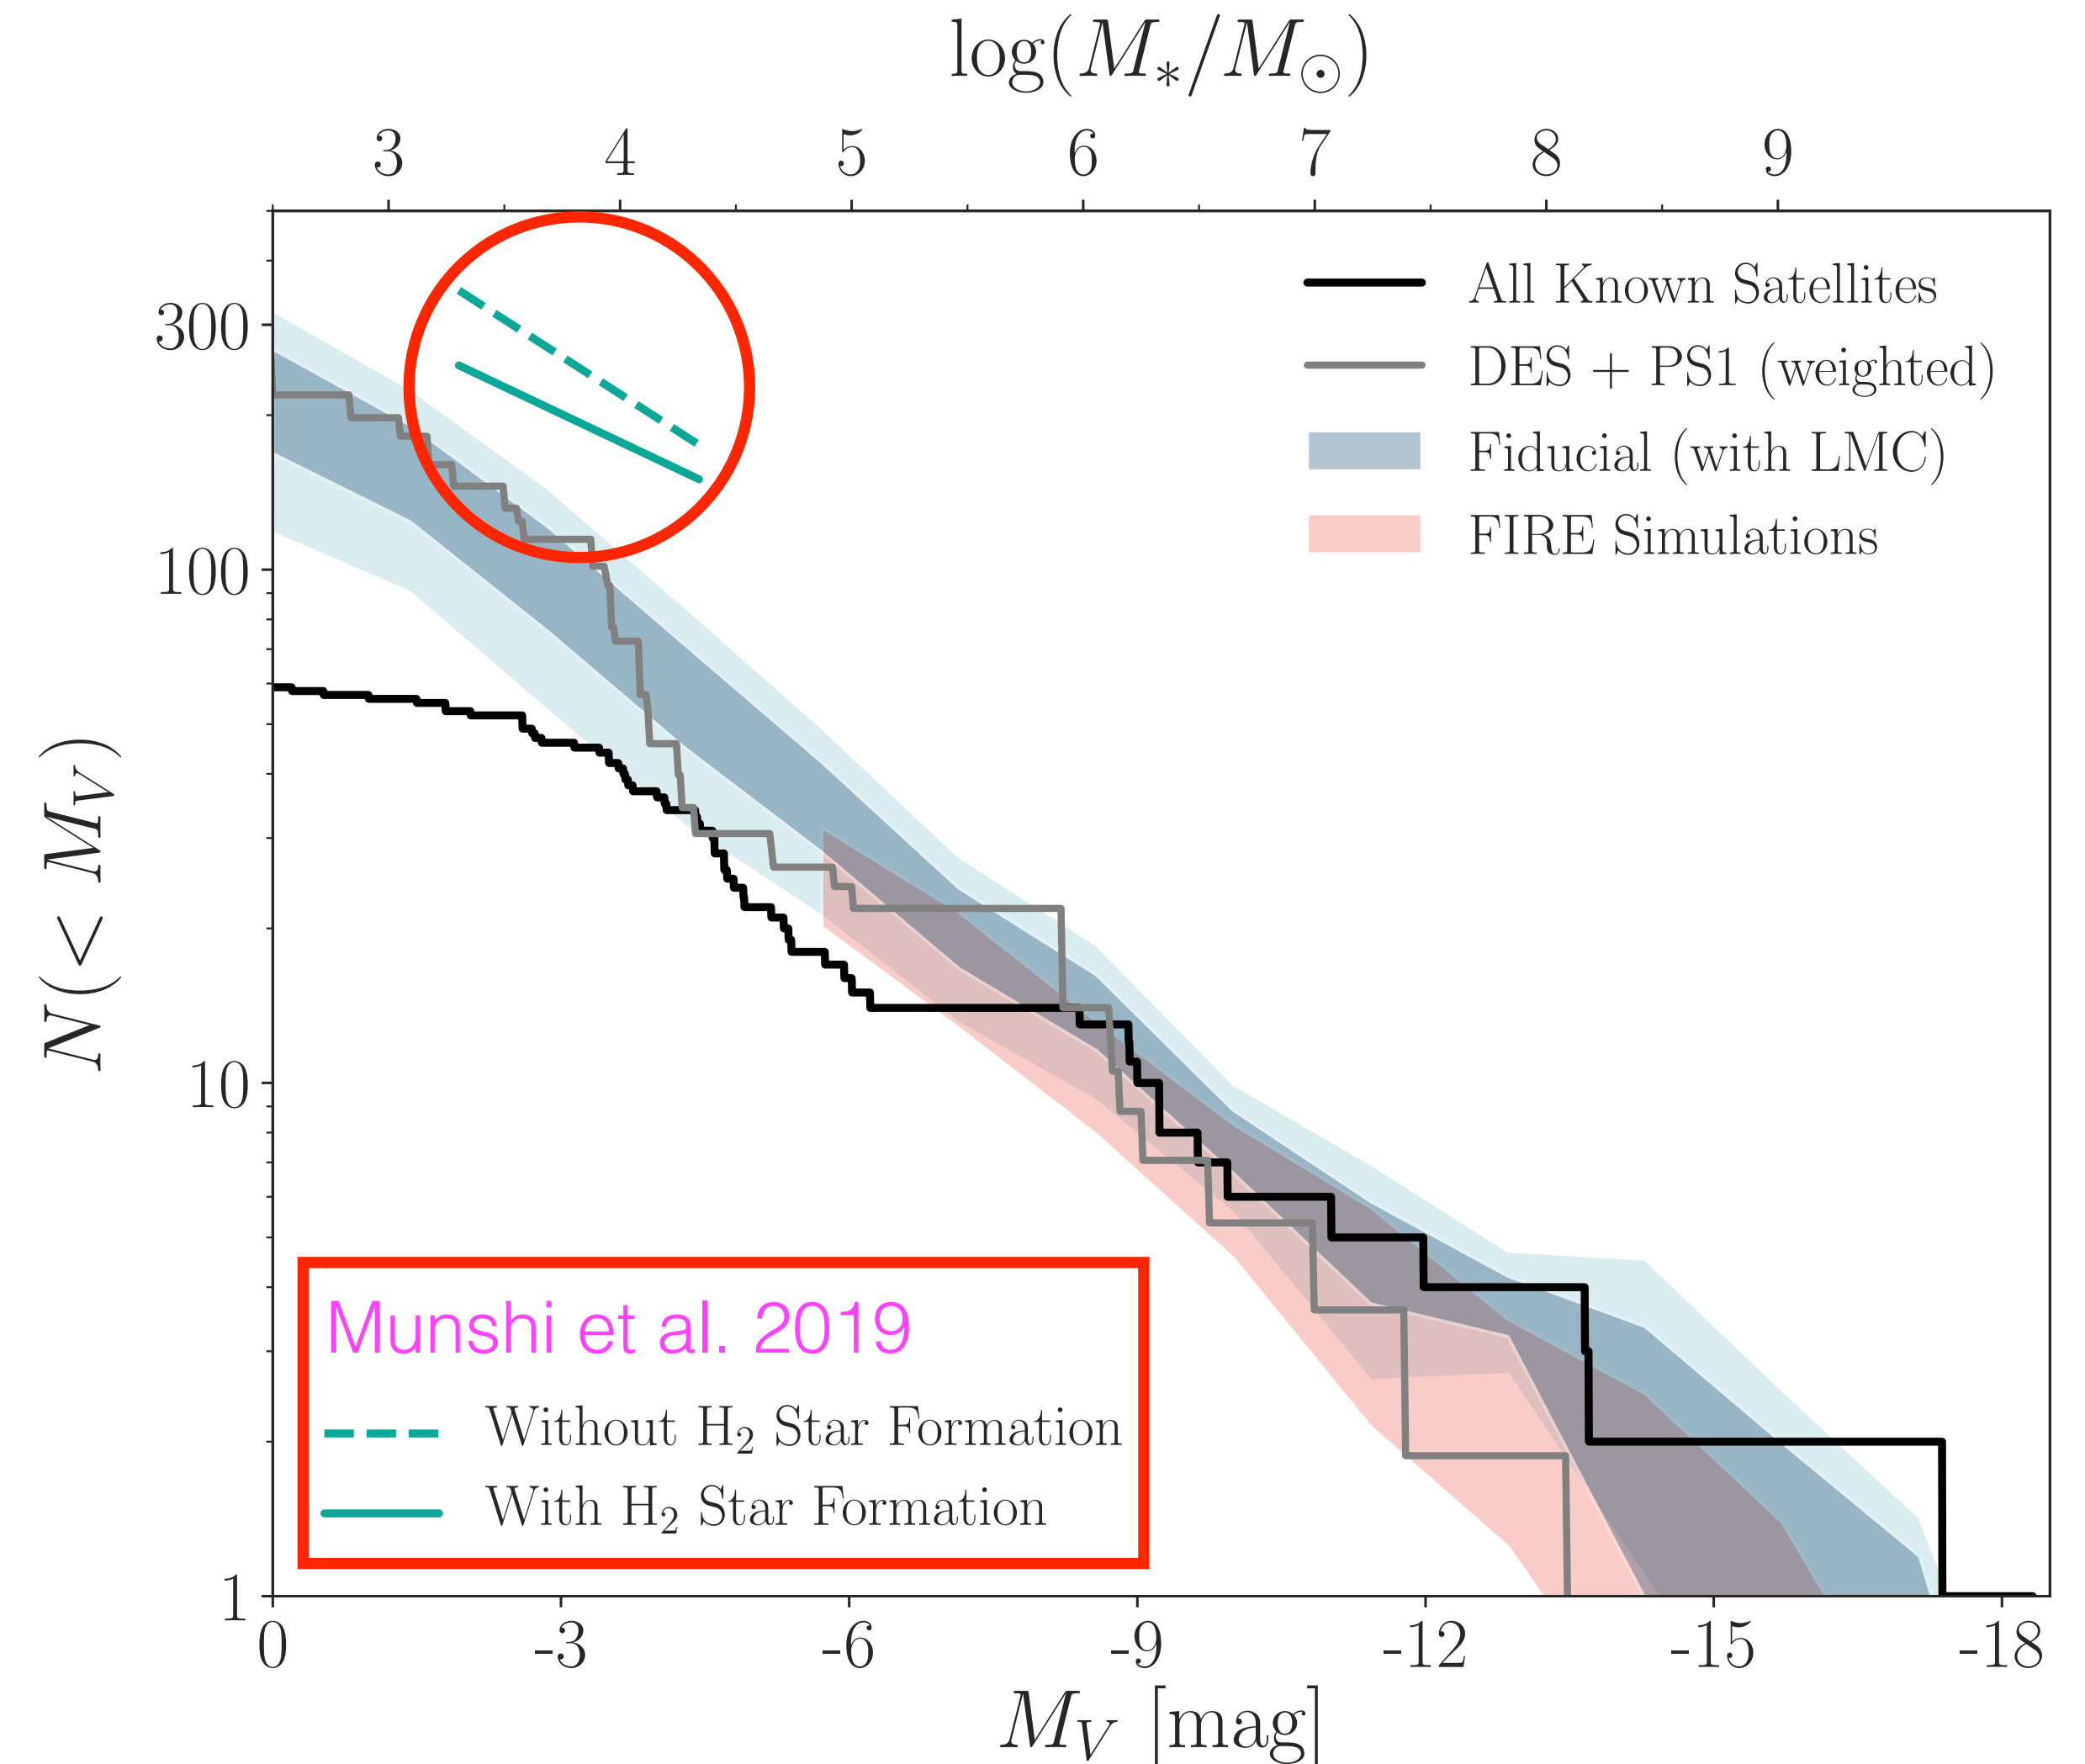 log(M∗/M⊙)
3 4 5 6 7 8 9
All Known Satellites
DES + PS1 (weighted)
Fiducial (with LMC)
FIRE Simulations
N(< M_V)
300
100
10
1
Munshi et al. 2019
Without H₂ Star Formation
With H₂ Star Formation
0 -3 -6 -9 -12 -15 -18
M_V [mag]